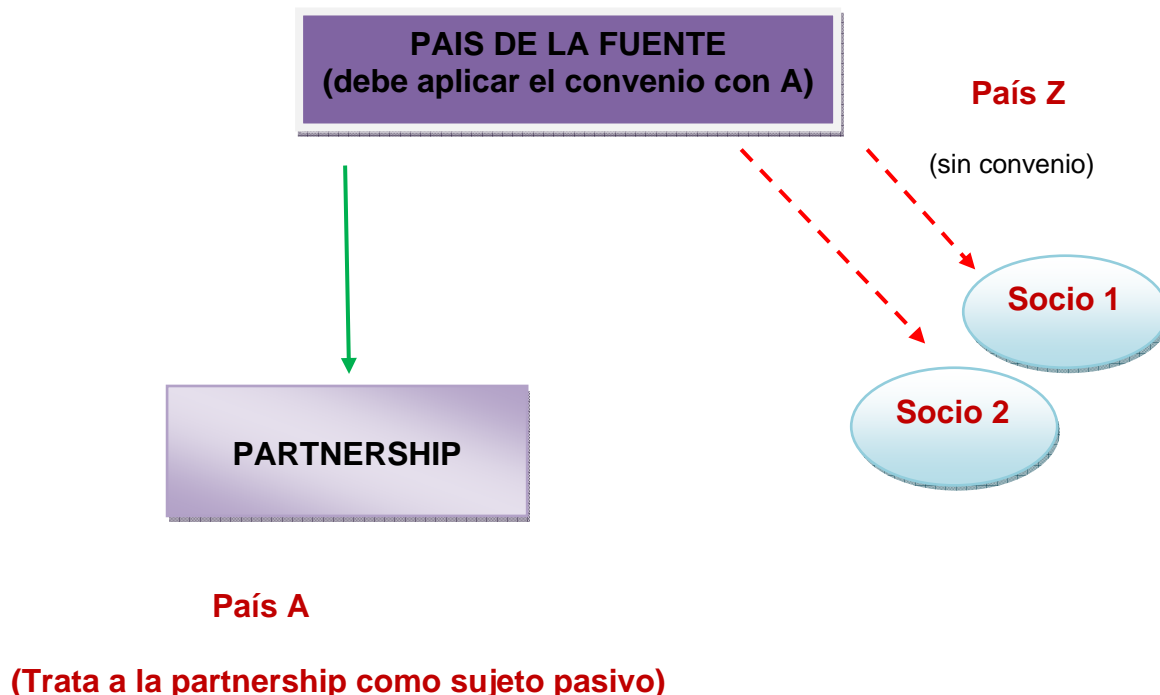 PAIS DE LA FUENTE
(debe aplicar el convenio con A)
País Z
(sin convenio)
Socio 1
Socio 2
PARTNERSHIP
País A
(Trata a la partnership como sujeto pasivo)